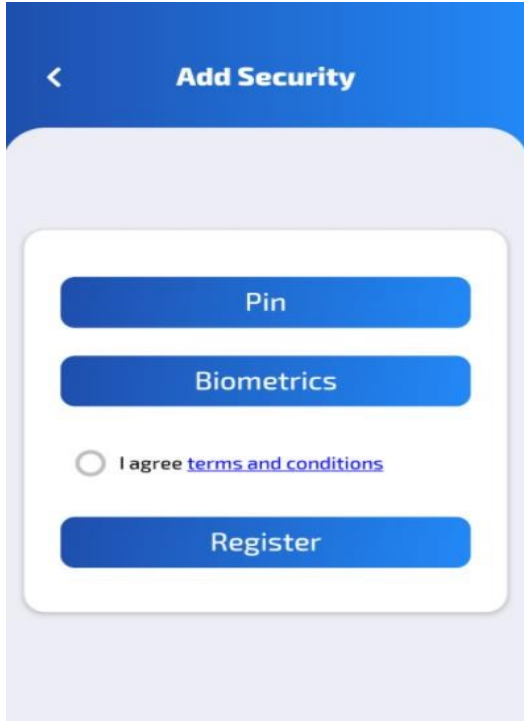 Add Security
Pin
Biometrics
I agree terms and conditions
Register